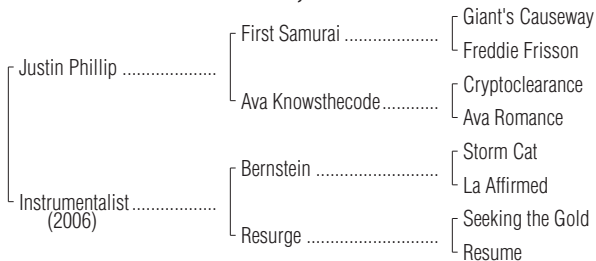 Giant's Causeway
First Samurai ...................
Freddie Frisson
Justin Phillip ...................
Cryptoclearance
Ava Knowsthecode...........
Ava Romance
Storm Cat
Bernstein .........................
La Affirmed
Instrumentalist.................
(2006)
Seeking the Gold
Resurge ...........................
Resume